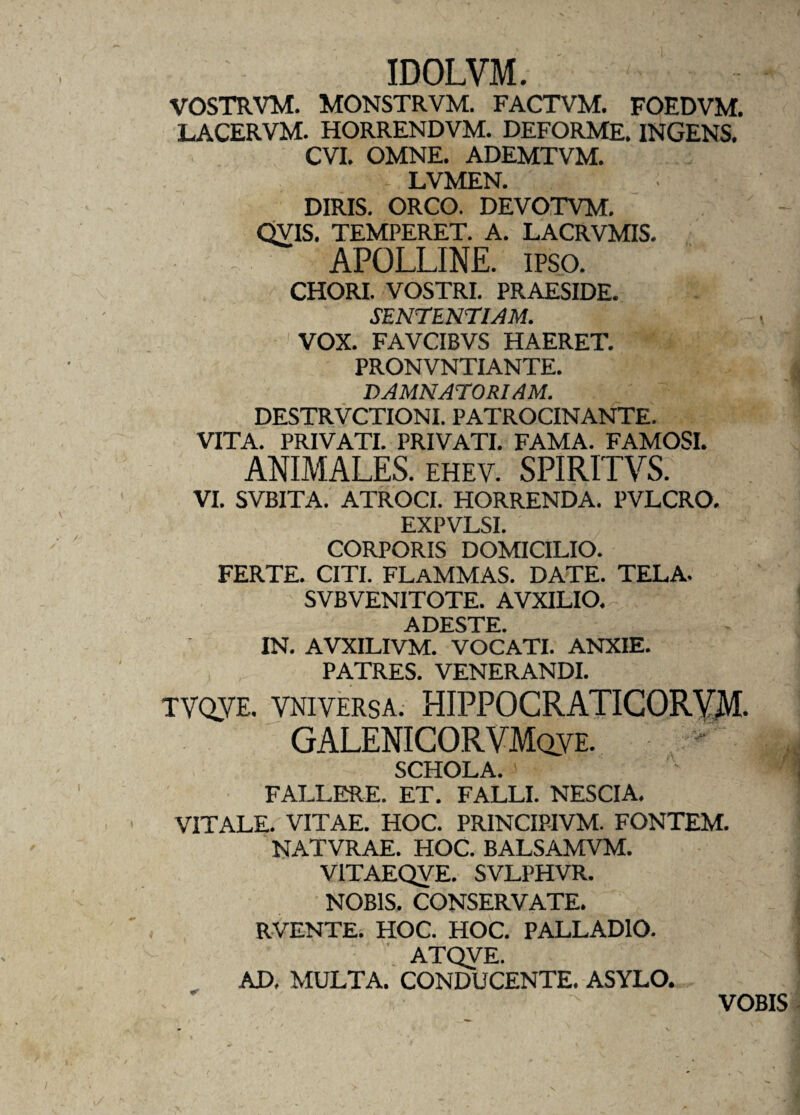 IDOLVM.
VOSTRVM. MONSTRVM. FACTVM. FOEDVM.
LACERVM. HORRENDVM. DEFORME. INGENS.
CVI. OMNE. ADEMTVM.
LVMEN.
DIRIS. ORCO. DEVOTVM.
QVIS. TEMPERET. A. LACRVMIS.
APOLLINE. IPSO.
CHORI. VOSTRI. PRAESIDE.
SENTENTIAM.
VOX. FAVCIBVS HAERET.
PRONVNTIANTE.
DAMNATORIAM.
DESTRVCTIONI. PATROCINANTE.
VITA. PRIVATI. PRIVATI. FAMA. FAMOSI.
ANIMALES. EHEV. SPIRITVS.
VI. SVBITA. ATROCI. HORRENDA. PVLCRO.
EXPVLSI.
CORPORIS DOMICILIO.
FERTE. CITI. FLAMMAS. DATE. TELA.
SVBVENITOTE. AVXILIO.
ADESTE.
IN. AVXILIVM. VOCATI. ANXIE.
PATRES. VENERANDI.
TVQVE. VNIVERSA. HIPPOCRATICORVM.
GALENICORVMQVE.
SCHOLA.
FALLERE. ET. FALLI. NESCIA.
VITALE. VITAE. HOC. PRINCIPIVM. FONTEM.
NATVRAE. HOC. BALSAMVM.
VITAEQVE. SVLPHVR.
NOBIS. CONSERVATE.
RVENTE. HOC. HOC. PALLADIO.
ATQVE.
AD. MULTA. CONDUCENTE. ASYLO.
VOBIS